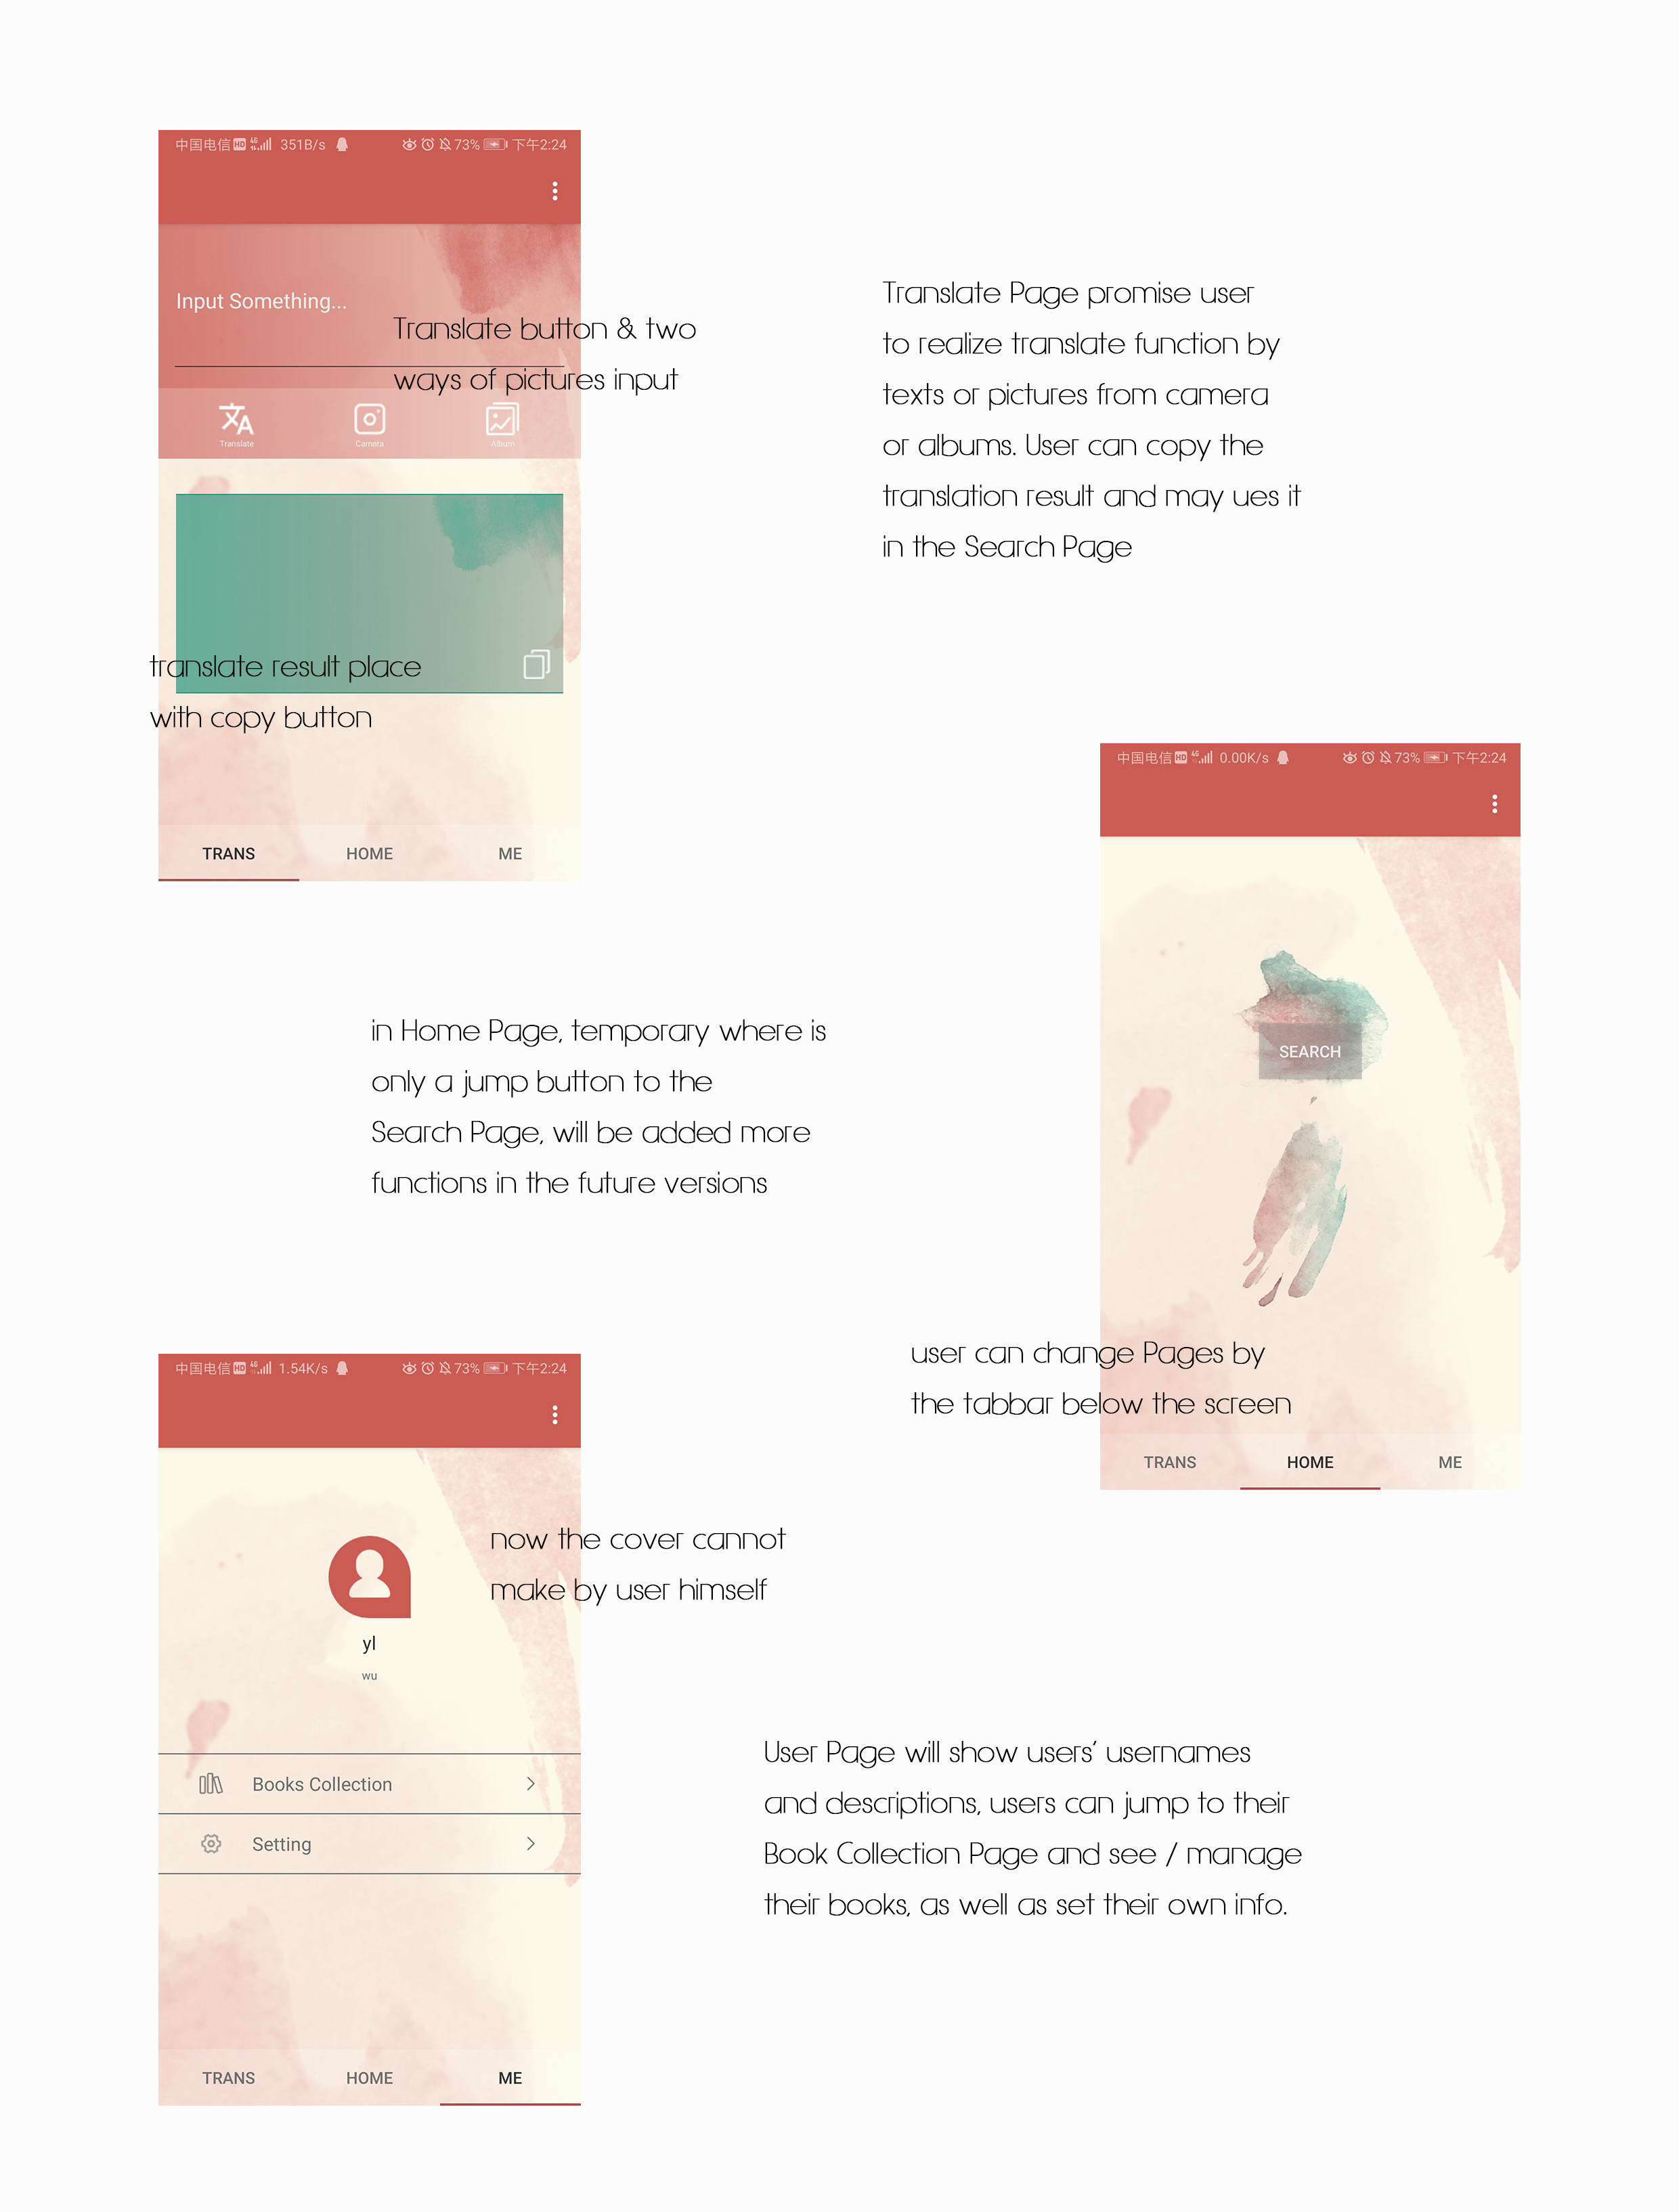 中国电信 HD 4G 351B/s 73% 下午2:24
Input Something...
Translate button & two
ways of pictures input
Translate Camera Album
translate result place
with copy button
TRANS HOME ME
Translate Page promise user
to realize translate function by
texts or pictures from camera
or albums. User can copy the
translation result and may ues it
in the Search Page
中国电信 HD 4G 0.00K/s 73% 下午2:24
SEARCH
in Home Page, temporary where is
only a jump button to the
Search Page, will be added more
functions in the future versions
user can change Pages by
the tabbar below the screen
TRANS HOME ME
中国电信 HD 4G 1.54K/s 73% 下午2:24
now the cover cannot
make by user himself
yl
wu
Books Collection
Setting
User Page will show users' usernames
and descriptions, users can jump to their
Book Collection Page and see / manage
their books, as well as set their own info.
TRANS HOME ME